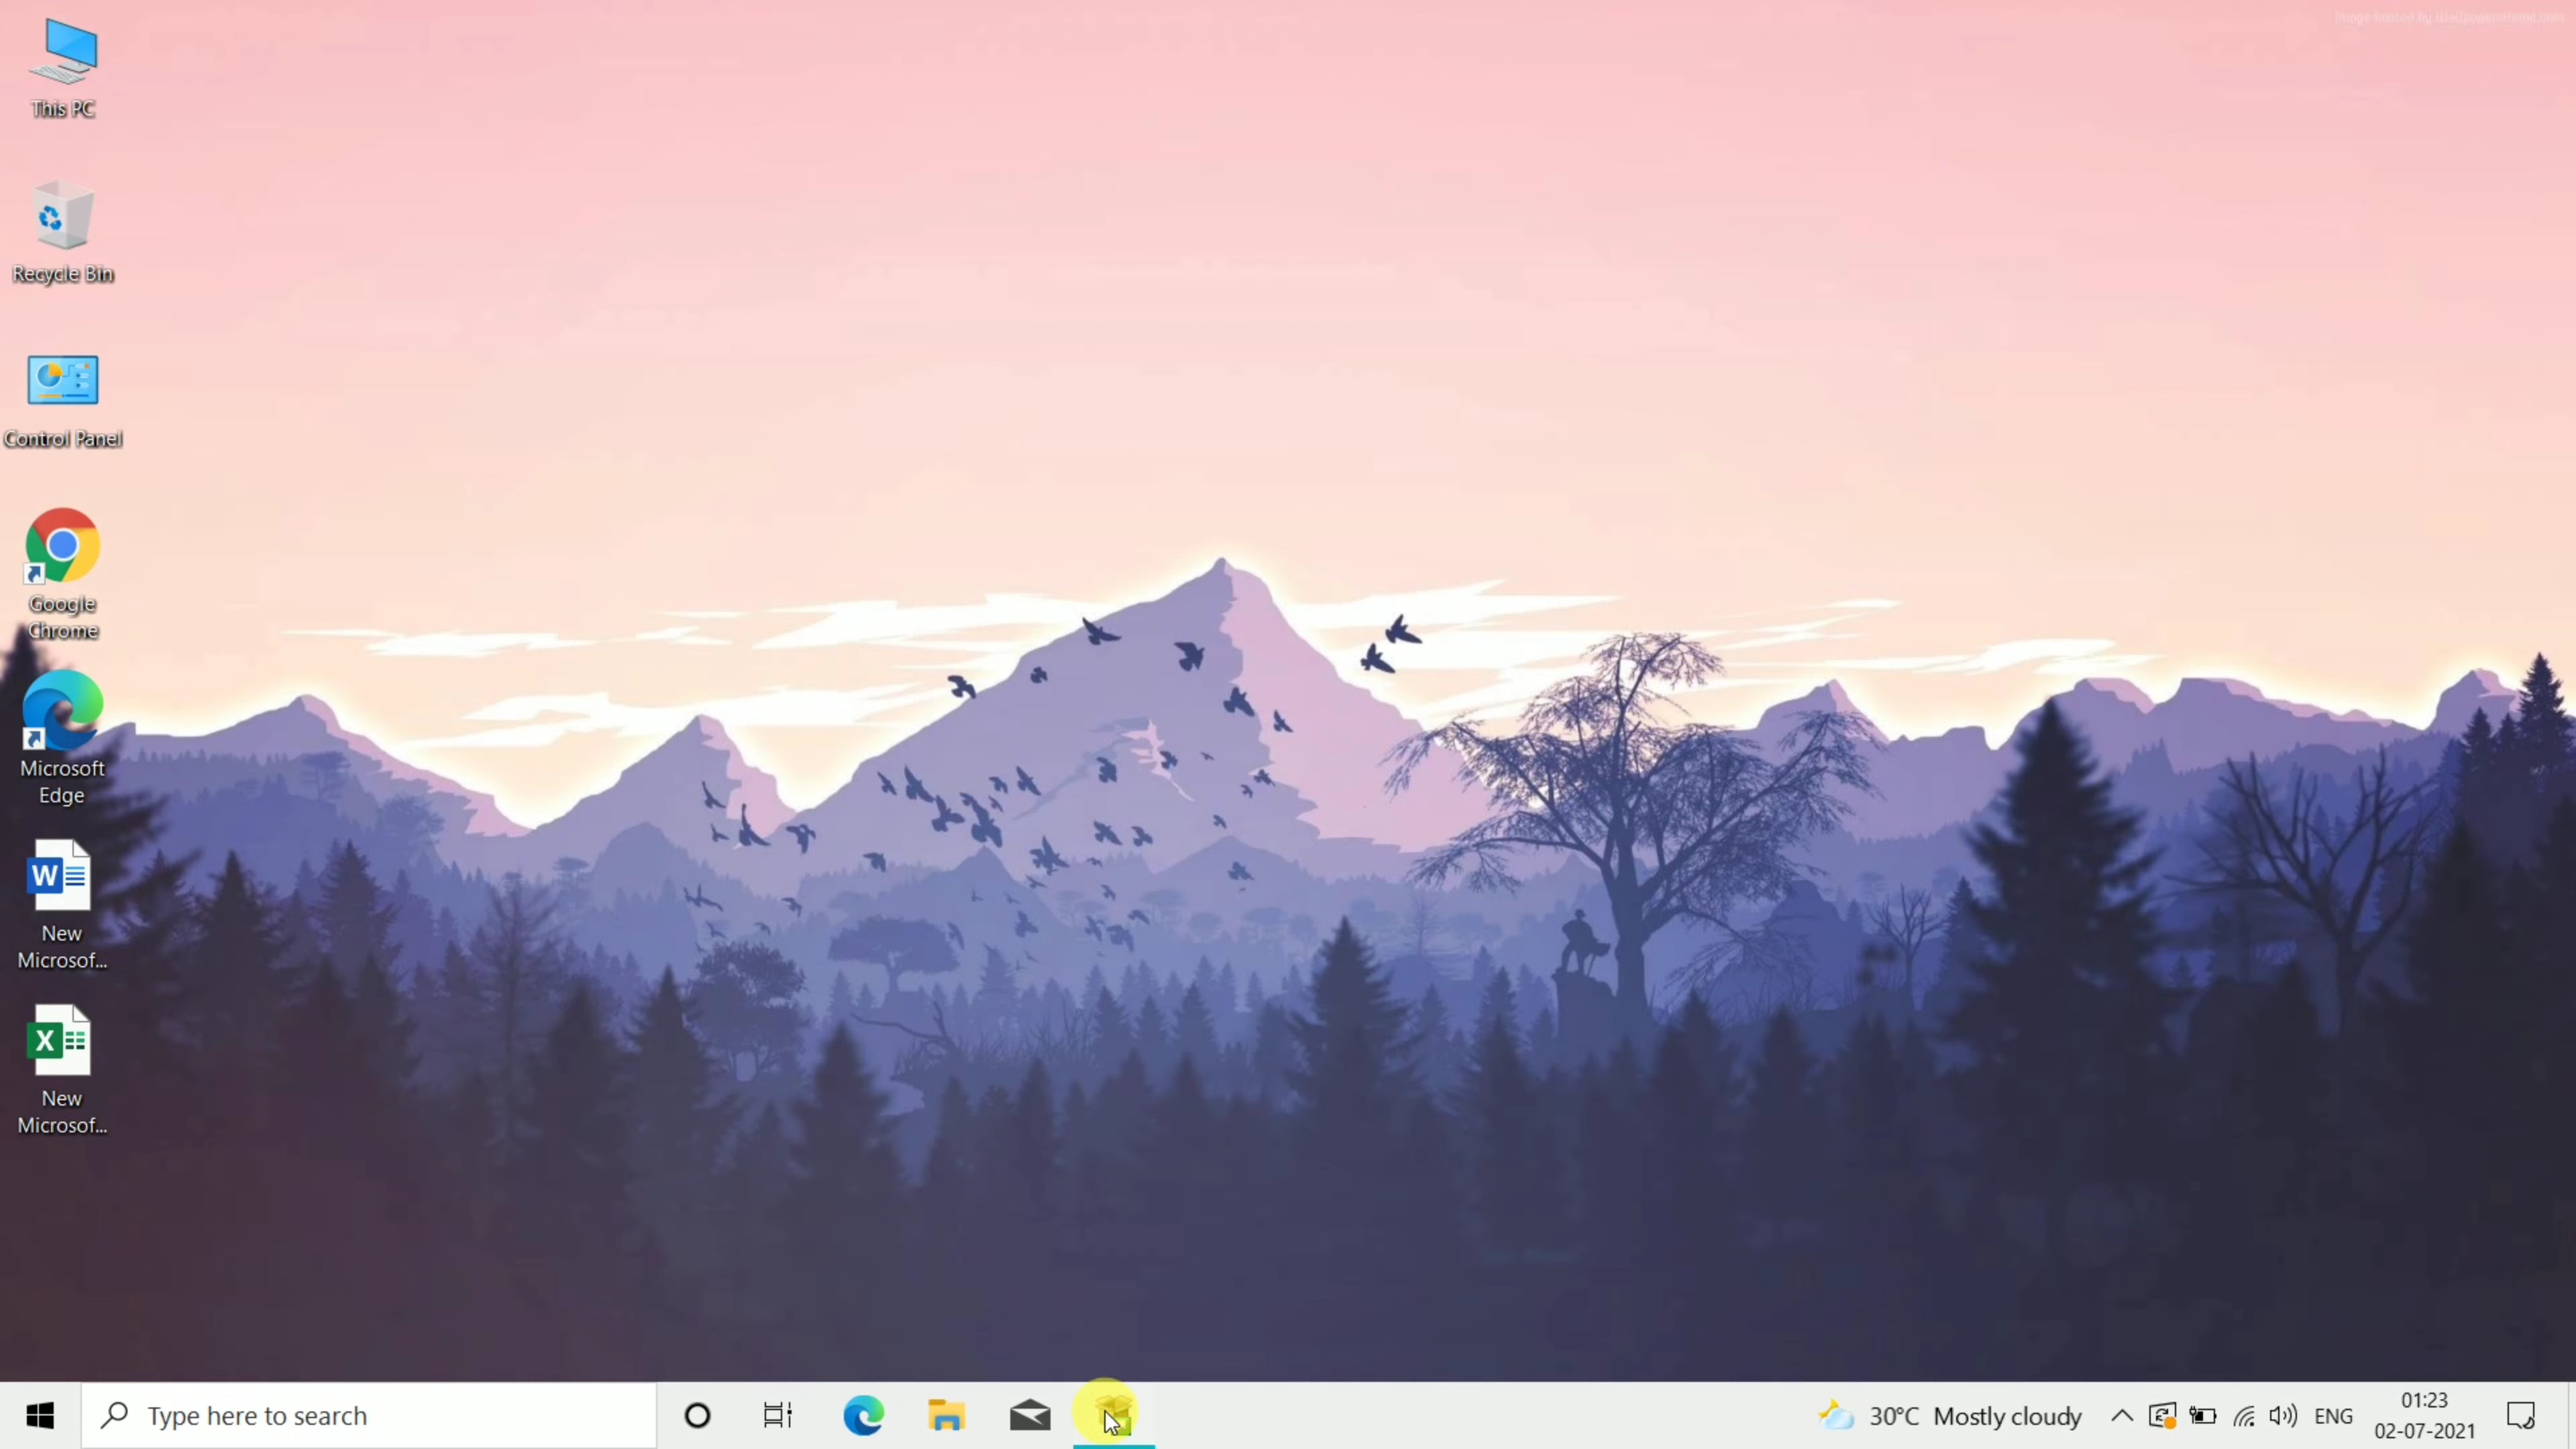 This PC
Recycle Bin
Control Panel
Google
Chrome
Microsoft
Edge
W
New
Microsof...
X
New
Microsof...
Type here to search
30°C Mostly cloudy
ENG
01:23
02-07-2021